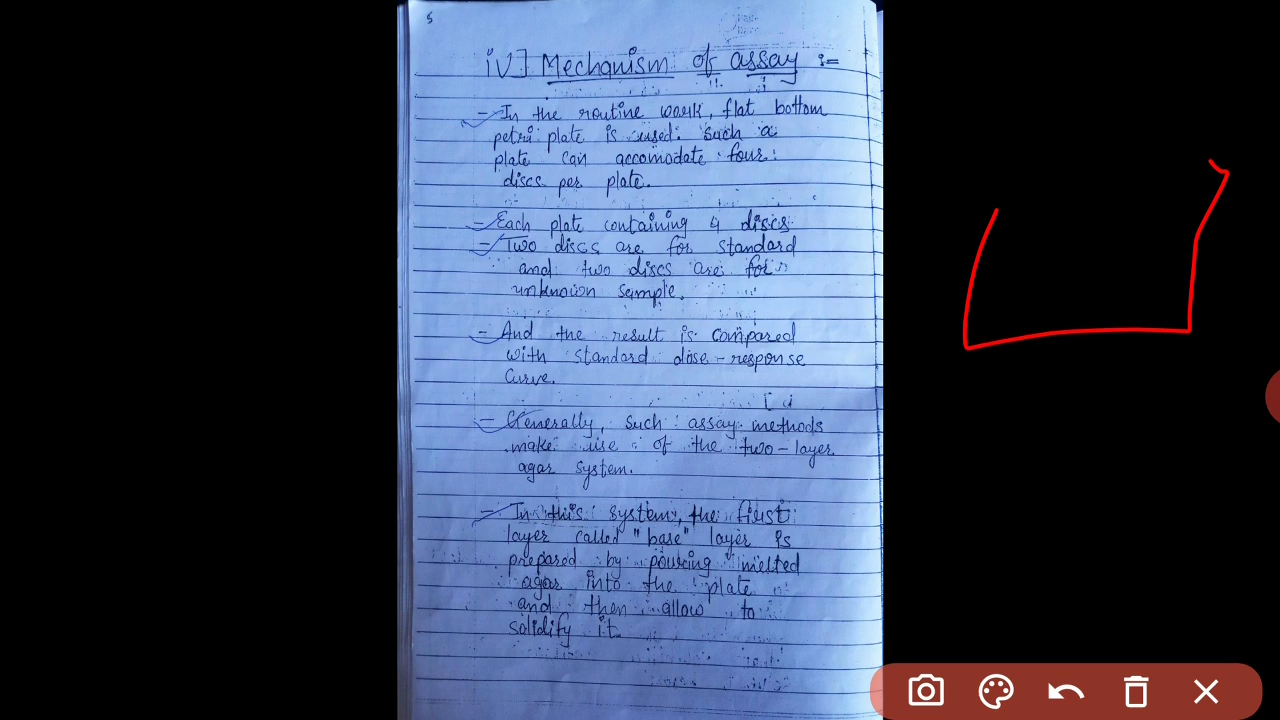 5
iv] Mechanism of assay :=
- In the routine work, flat bottom
petri plate is used. Such a
plate can accomodate four
discs per plate.
- Each plate containing 4 discs
- Two discs are for standard
and two discs are for
unknown sample.
- And the result is compared
with standard dose - response
curve.
- Generally, such assay methods
make use of the two - layer
agar system.
- In this system, the first
layer called "base" layer is
prepared by pouring melted
agar into the plate
and then allow to
solidify it.